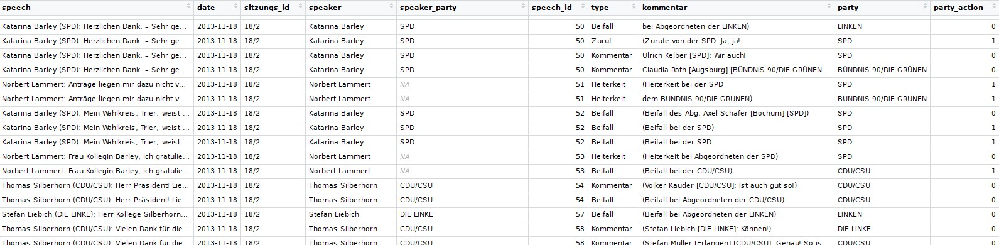 speech date sitzungs_id speaker speaker_party speech_id type kommentar party party_action
Katarina Barley (SPD): Herzlichen Dank. – Sehr ge... 2013-11-18 18/2 Katarina Barley SPD 50 Beifall bei Abgeordneten der LINKEN) LINKEN 0
Katarina Barley (SPD): Herzlichen Dank. – Sehr ge... 2013-11-18 18/2 Katarina Barley SPD 50 Zuruf (Zurufe von der SPD: Ja, ja! SPD 1
Katarina Barley (SPD): Herzlichen Dank. – Sehr ge... 2013-11-18 18/2 Katarina Barley SPD 50 Kommentar Ulrich Kelber [SPD]: Wir auch! SPD 0
Katarina Barley (SPD): Herzlichen Dank. – Sehr ge... 2013-11-18 18/2 Katarina Barley SPD 50 Kommentar Claudia Roth [Augsburg] [BÜNDNIS 90/DIE GRÜNEN... BÜNDNIS 90/DIE GRÜNEN 0
Norbert Lammert: Anträge liegen mir dazu nicht v... 2013-11-18 18/2 Norbert Lammert NA 51 Heiterkeit (Heiterkeit bei der SPD SPD 1
Norbert Lammert: Anträge liegen mir dazu nicht v... 2013-11-18 18/2 Norbert Lammert NA 51 Heiterkeit dem BÜNDNIS 90/DIE GRÜNEN) BÜNDNIS 90/DIE GRÜNEN 1
Katarina Barley (SPD): Mein Wahlkreis, Trier, weist ... 2013-11-18 18/2 Katarina Barley SPD 52 Beifall (Beifall des Abg. Axel Schäfer [Bochum] [SPD]) SPD 0
Katarina Barley (SPD): Mein Wahlkreis, Trier, weist ... 2013-11-18 18/2 Katarina Barley SPD 52 Beifall (Beifall bei der SPD) SPD 1
Katarina Barley (SPD): Mein Wahlkreis, Trier, weist ... 2013-11-18 18/2 Katarina Barley SPD 52 Beifall (Beifall bei der SPD SPD 1
Norbert Lammert: Frau Kollegin Barley, ich gratulie... 2013-11-18 18/2 Norbert Lammert NA 53 Heiterkeit (Heiterkeit bei Abgeordneten der SPD) SPD 0
Norbert Lammert: Frau Kollegin Barley, ich gratulie... 2013-11-18 18/2 Norbert Lammert NA 53 Beifall (Beifall bei der CDU/CSU) CDU/CSU 1
Thomas Silberhorn (CDU/CSU): Herr Präsident! Lie... 2013-11-18 18/2 Thomas Silberhorn CDU/CSU 54 Kommentar (Volker Kauder [CDU/CSU]: Ist auch gut so!) CDU/CSU 0
Thomas Silberhorn (CDU/CSU): Herr Präsident! Lie... 2013-11-18 18/2 Thomas Silberhorn CDU/CSU 54 Beifall (Beifall bei Abgeordneten der CDU/CSU) CDU/CSU 0
Stefan Liebich (DIE LINKE): Herr Kollege Silberhorn... 2013-11-18 18/2 Stefan Liebich DIE LINKE 57 Beifall (Beifall bei Abgeordneten der LINKEN) LINKEN 0
Thomas Silberhorn (CDU/CSU): Vielen Dank für die... 2013-11-18 18/2 Thomas Silberhorn CDU/CSU 58 Kommentar (Stefan Liebich [DIE LINKE]: Können!) DIE LINKE 0
Thomas Silberhorn (CDU/CSU): Vielen Dank für die... 2013-11-18 18/2 Thomas Silberhorn CDU/CSU 58 Kommentar (Stefan Müller [Erlangen] [CDU/CSU]: Genau! So is... CDU/CSU 0